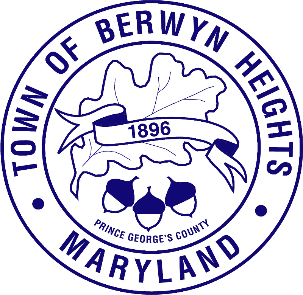 TOWN OF BERWYN HEIGHTS
1896
PRINCE GEORGE'S COUNTY
MARYLAND